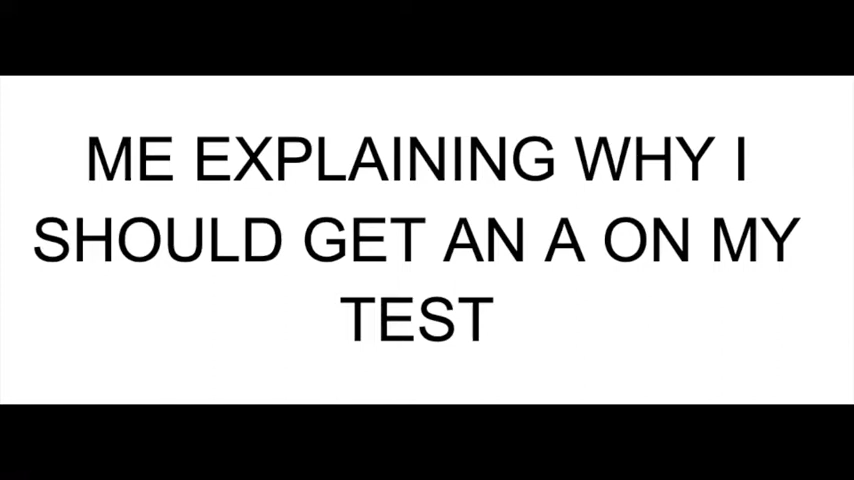 ME EXPLAINING WHY I
SHOULD GET AN A ON MY
TEST